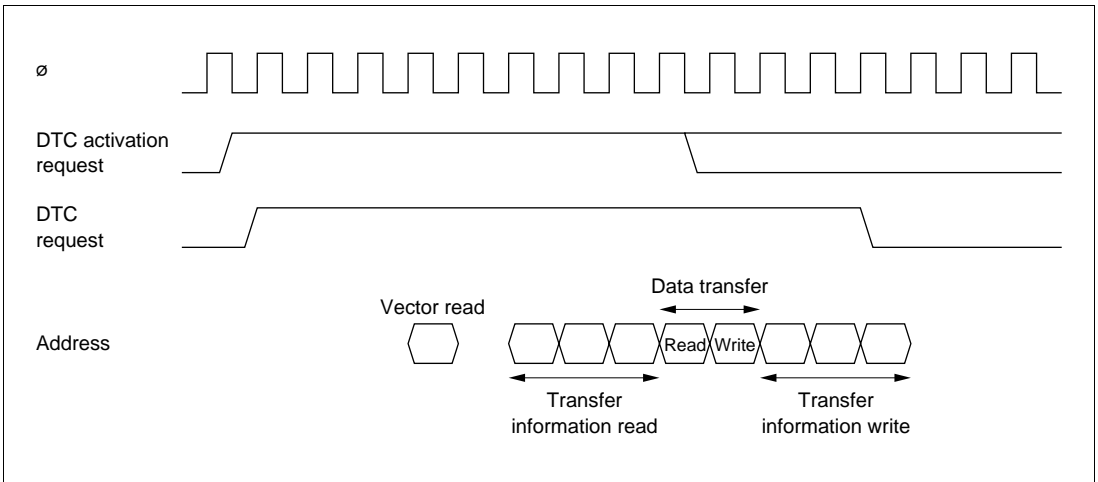 ø
DTC activation
request
DTC
request
Data transfer
Vector read
Address
Read
Write
Transfer
information read
Transfer
information write